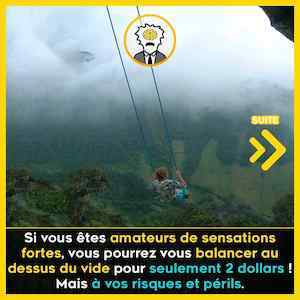 SUITE
Si vous êtes amateurs de sensations
fortes, vous pourrez vous balancer au
dessus du vide pour seulement 2 dollars !
Mais à vos risques et périls.